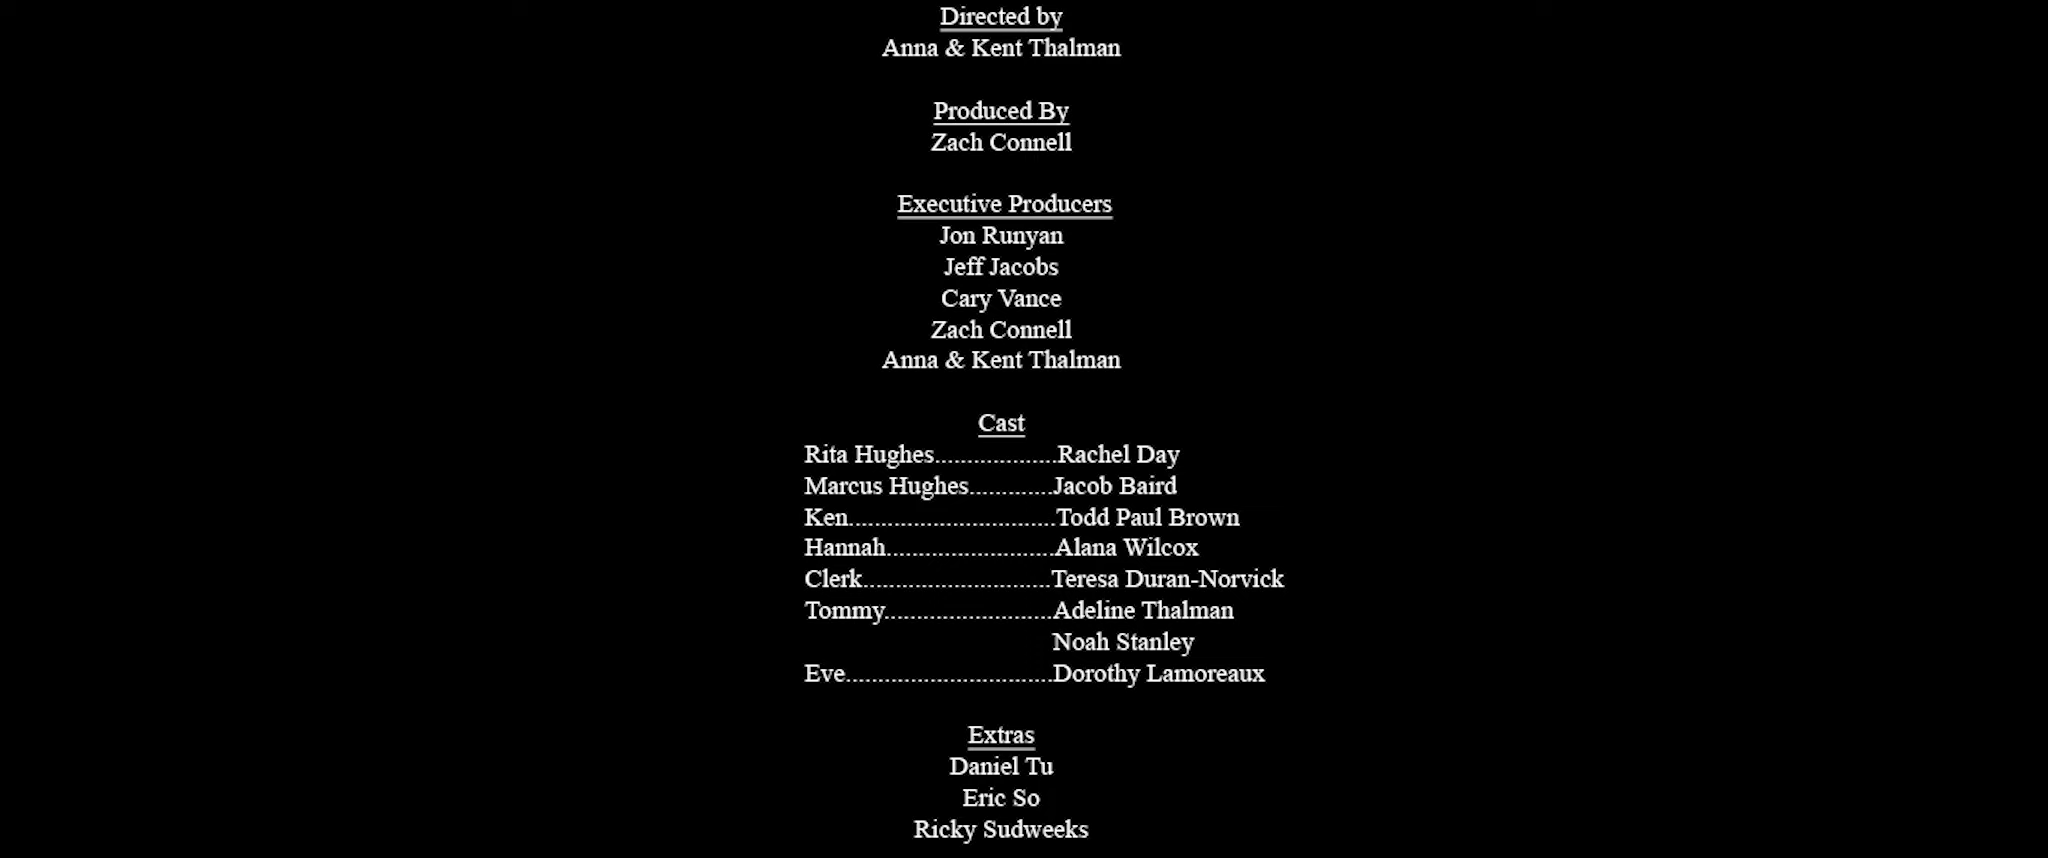 Directed by
Anna & Kent Thalman
Produced By
Zach Connell
Executive Producers
Jon Runyan
Jeff Jacobs
Cary Vance
Zach Connell
Anna & Kent Thalman
Cast
Rita Hughes...................Rachel Day
Marcus Hughes.............Jacob Baird
Ken................................Todd Paul Brown
Hannah..........................Alana Wilcox
Clerk.............................Teresa Duran-Norvick
Tommy..........................Adeline Thalman
Noah Stanley
Eve................................Dorothy Lamoreaux
Extras
Daniel Tu
Eric So
Ricky Sudweeks